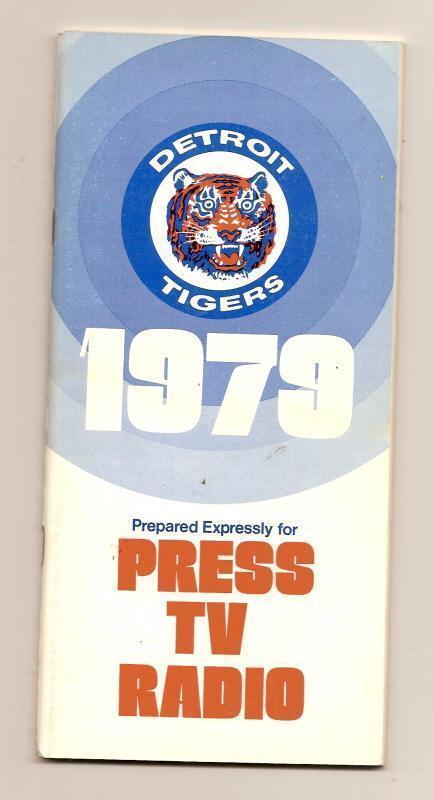 DETROIT
TIGERS
1979
Prepared Expressly for
PRESS
TV
RADIO